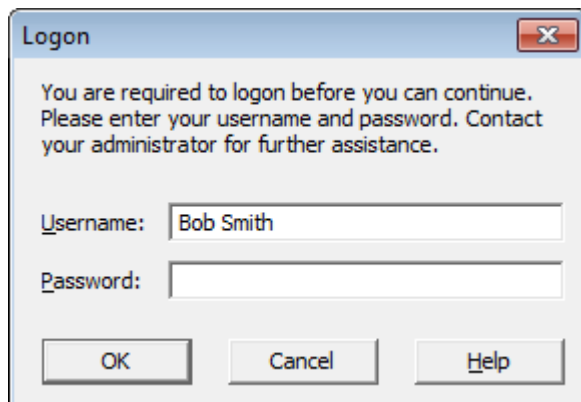 Logon
You are required to logon before you can continue.
Please enter your username and password. Contact
your administrator for further assistance.
Username: Bob Smith
Password:
OK Cancel Help